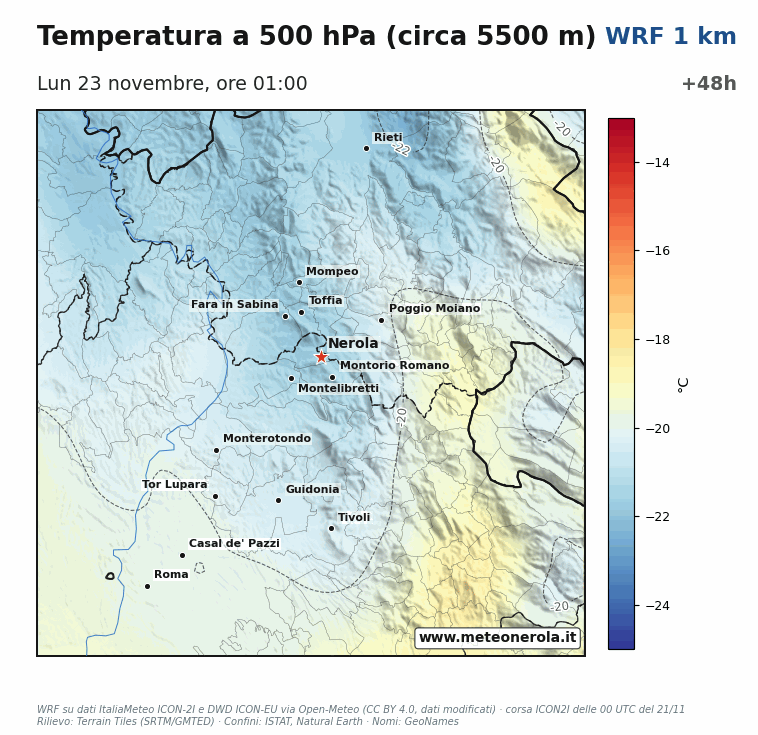 Temperatura a 500 hPa (circa 5500 m) WRF 1 km
Lun 23 novembre, ore 01:00 +48h
-20
Rieti
-22
-20
−14
−16
Mompeo
Fara in Sabina Toffia
Poggio Moiano
−18
Nerola
Montorio Romano
Montelibretti
°C
-20
−20
Monterotondo
Tor Lupara Guidonia
Tivoli
−22
Casal de' Pazzi
Roma
-20
−24
www.meteonerola.it
WRF su dati ItaliaMeteo ICON-2I e DWD ICON-EU via Open-Meteo (CC BY 4.0, dati modificati) · corsa ICON2I delle 00 UTC del 21/11
Rilievo: Terrain Tiles (SRTM/GMTED) · Confini: ISTAT, Natural Earth · Nomi: GeoNames